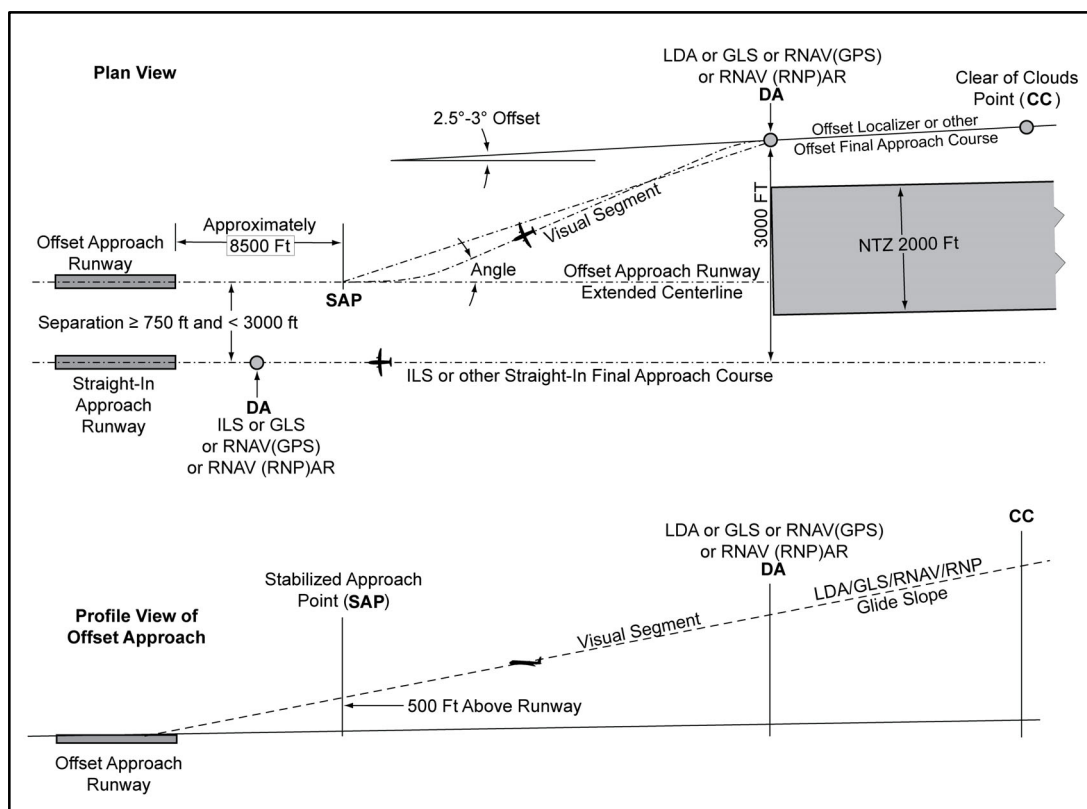 Plan View
LDA or GLS or RNAV(GPS)
or RNAV (RNP)AR
DA
Clear of Clouds
Point (CC)
2.5°-3° Offset
Offset Localizer or other
Offset Final Approach Course
Approximately
8500 Ft
Offset Approach
Runway
Visual Segment
3000 FT
NTZ 2000 Ft
Angle
SAP
Offset Approach Runway
Extended Centerline
Separation ≥ 750 ft and < 3000 ft
ILS or other Straight-In Final Approach Course
Straight-In
Approach
Runway
DA
ILS or GLS
or RNAV(GPS)
or RNAV (RNP)AR
LDA or GLS or RNAV(GPS)
or RNAV (RNP)AR
DA
CC
Stabilized Approach
Point (SAP)
LDA/GLS/RNAV/RNP
Glide Slope
Profile View of
Offset Approach
Visual Segment
500 Ft Above Runway
Offset Approach
Runway